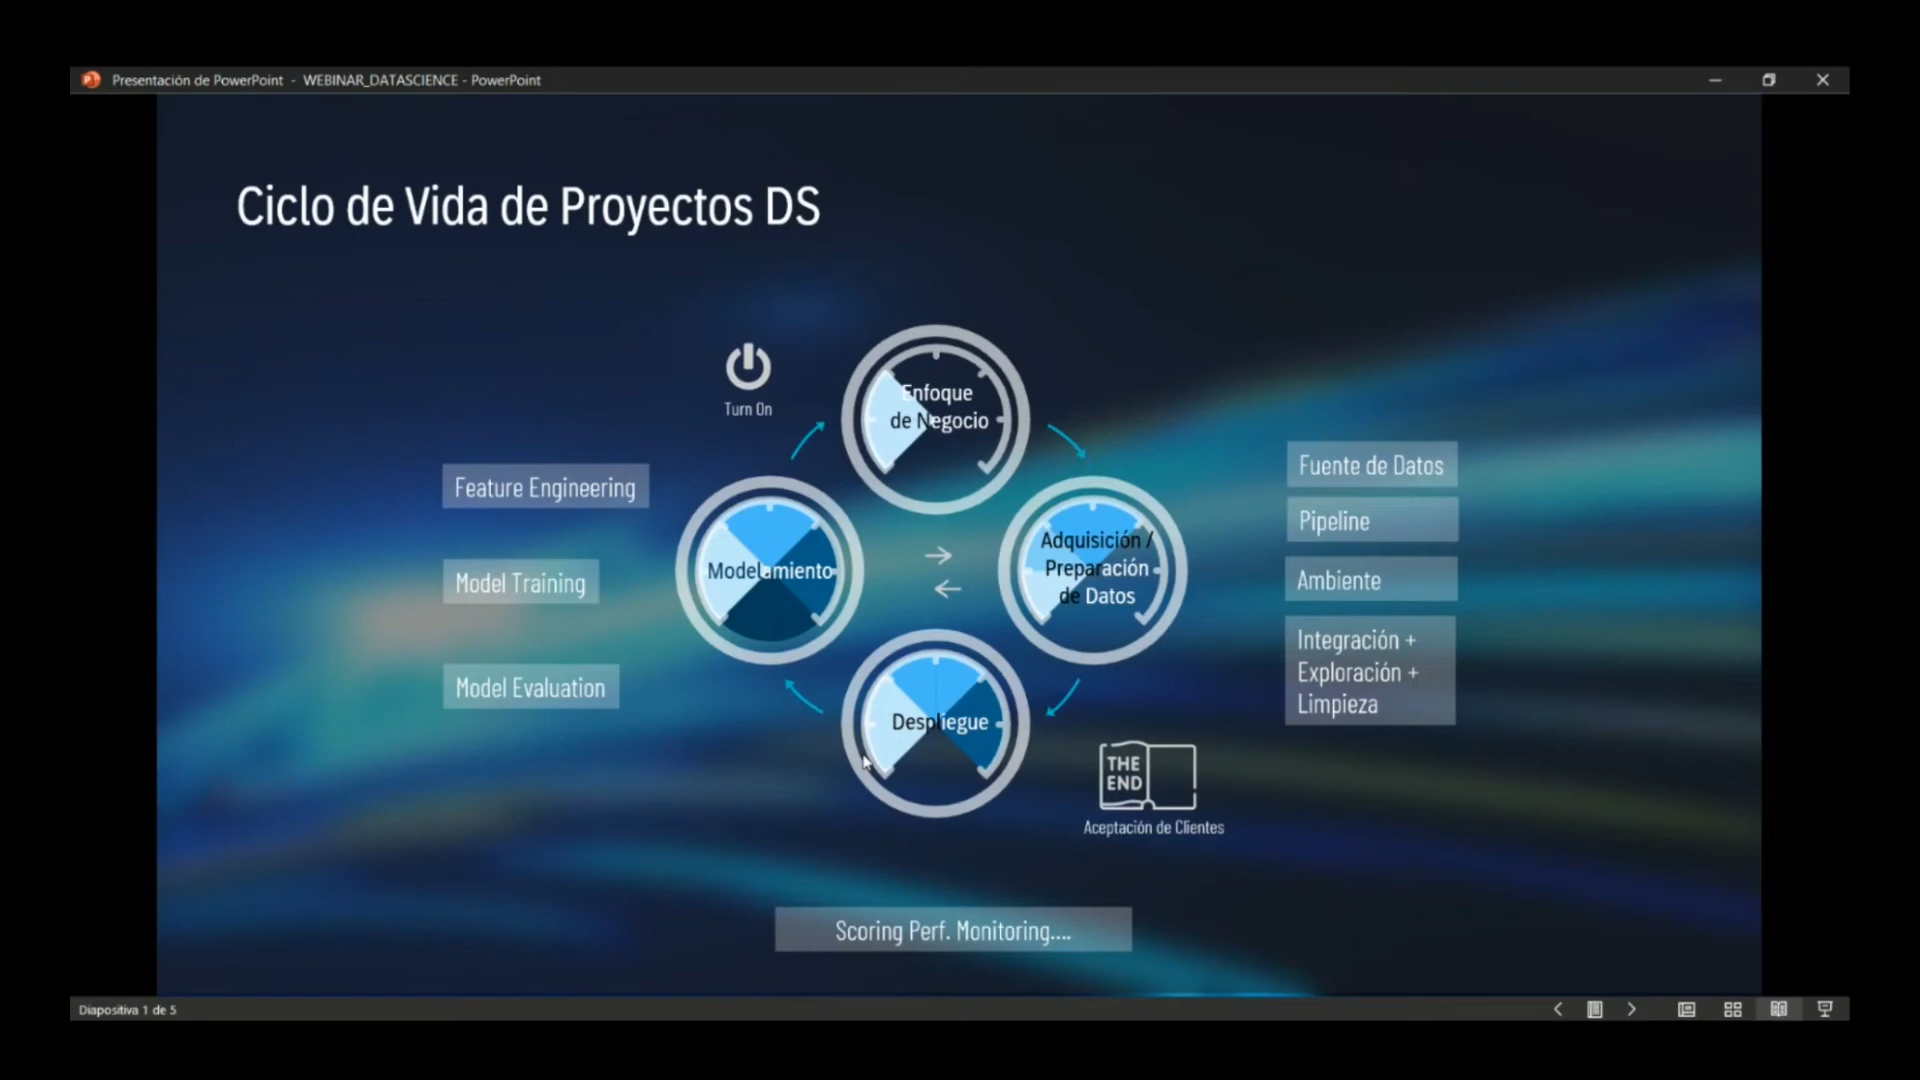 Presentación de PowerPoint - WEBINAR_DATASCIENCE - PowerPoint
Ciclo de Vida de Proyectos DS
Turn On
Enfoque
de Negocio
Feature Engineering
Model Training
Model Evaluation
Modelamiento
Adquisición /
Preparación
de Datos
Fuente de Datos
Pipeline
Ambiente
Integración +
Exploración +
Limpieza
Despliegue
THE
END
Aceptación de Clientes
Scoring Perf. Monitoring....
Diapositiva 1 de 5